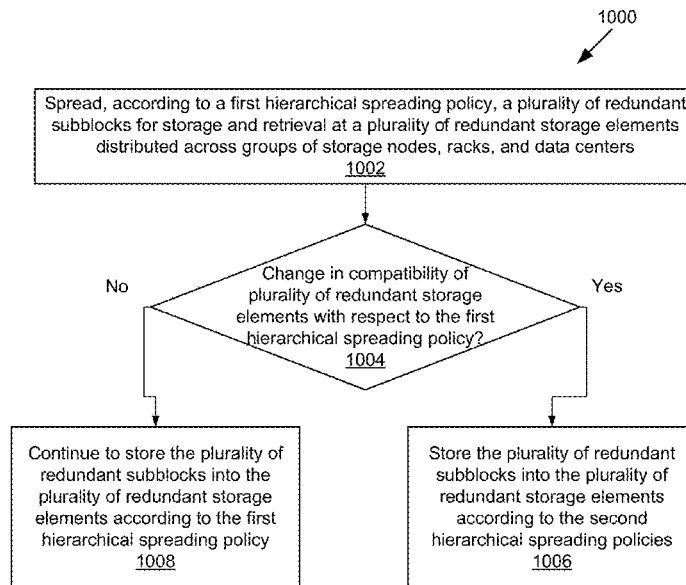 1000
Spread, according to a first hierarchical spreading policy, a plurality of redundant
subblocks for storage and retrieval at a plurality of redundant storage elements
distributed across groups of storage nodes, racks, and data centers
1002
Change in compatibility of
plurality of redundant storage
elements with respect to the first
hierarchical spreading policy?
1004
No
Yes
Continue to store the plurality of
redundant subblocks into the
plurality of redundant storage
elements according to the first
hierarchical spreading policy
1008
Store the plurality of redundant
subblocks into the plurality of
redundant storage elements
according to the second
hierarchical spreading policies
1006